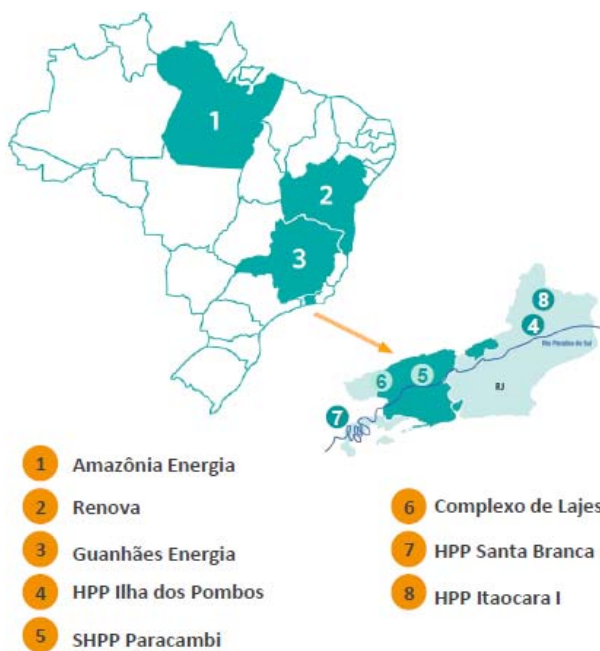 1
2
3
8
4
Rio Paraíba do Sul
6
5
RJ
7
1 Amazônia Energia
2 Renova
3 Guanhães Energia
4 HPP Ilha dos Pombos
5 SHPP Paracambi
6 Complexo de Lajes
7 HPP Santa Branca
8 HPP Itaocara I